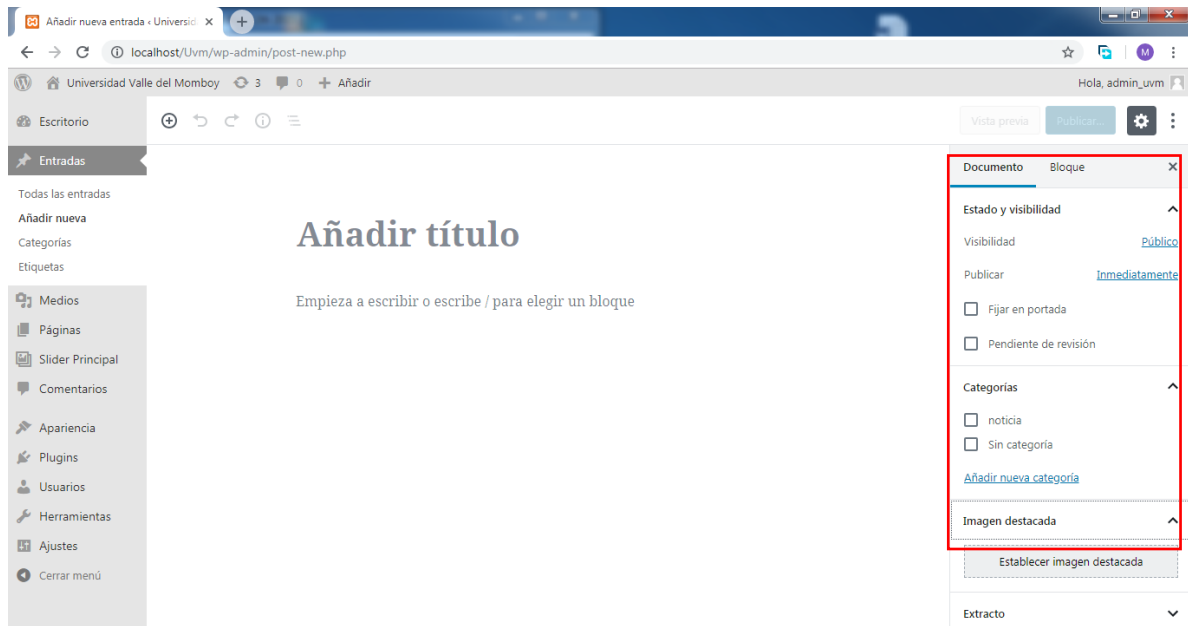 Añadir nueva entrada ‹ Universid
localhost/Uvm/wp-admin/post-new.php
M
Universidad Valle del Momboy 3 0 Añadir
Hola, admin_uvm
Escritorio
Entradas
Todas las entradas
Añadir nueva
Categorías
Etiquetas
Medios
Páginas
Slider Principal
Comentarios
Apariencia
Plugins
Usuarios
Herramientas
Ajustes
Cerrar menú
Vista previa
Publicar...
Añadir título
Empieza a escribir o escribe / para elegir un bloque
Documento Bloque
Estado y visibilidad
Visibilidad Público
Publicar Inmediatamente
Fijar en portada
Pendiente de revisión
Categorías
noticia
Sin categoría
Añadir nueva categoría
Imagen destacada
Establecer imagen destacada
Extracto